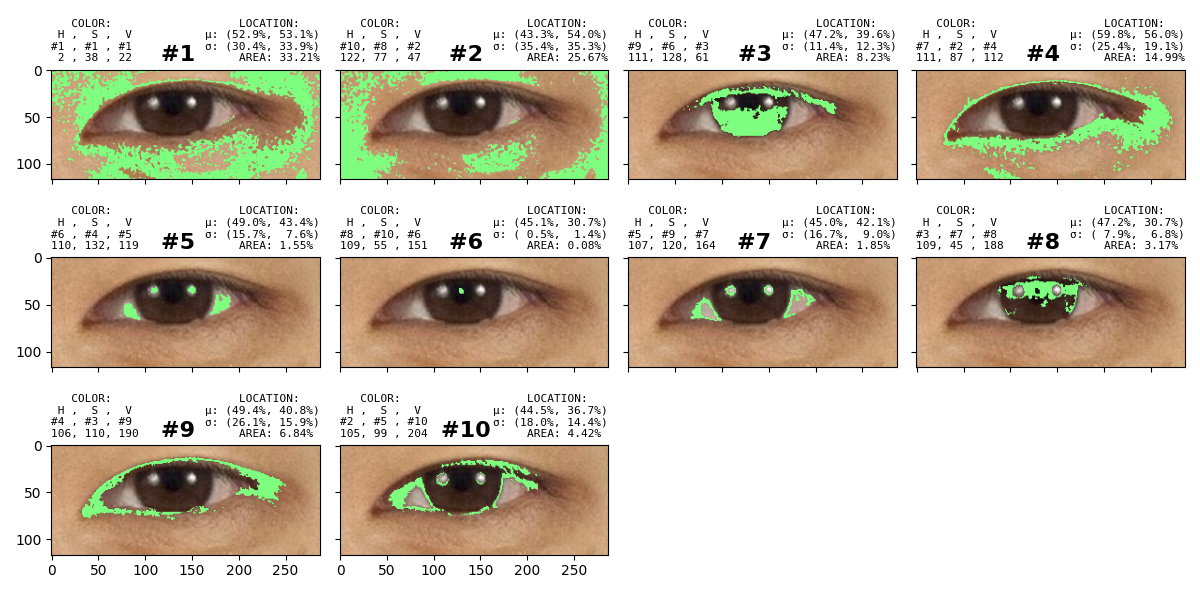 COLOR: LOCATION:
H , S , V μ: (52.9%, 53.1%)
#1 , #1 , #1 #1 σ: (30.4%, 33.9%)
2 , 38 , 22 AREA: 33.21%
COLOR: LOCATION:
H , S , V μ: (43.3%, 54.0%)
#10, #8 , #2 #2 σ: (35.4%, 35.3%)
122, 77 , 47 AREA: 25.67%
COLOR: LOCATION:
H , S , V μ: (47.2%, 39.6%)
#9 , #6 , #3 #3 σ: (11.4%, 12.3%)
111, 128, 61 AREA: 8.23%
COLOR: LOCATION:
H , S , V μ: (59.8%, 56.0%)
#7 , #2 , #4 #4 σ: (25.4%, 19.1%)
111, 87 , 112 AREA: 14.99%
0
50
100
COLOR: LOCATION:
H , S , V μ: (49.0%, 43.4%)
#6 , #4 , #5 #5 σ: (15.7%, 7.6%)
110, 132, 119 AREA: 1.55%
COLOR: LOCATION:
H , S , V μ: (45.1%, 30.7%)
#8 , #10, #6 #6 σ: ( 0.5%, 1.4%)
109, 55 , 151 AREA: 0.08%
COLOR: LOCATION:
H , S , V μ: (45.0%, 42.1%)
#5 , #9 , #7 #7 σ: (16.7%, 9.0%)
107, 120, 164 AREA: 1.85%
COLOR: LOCATION:
H , S , V μ: (47.2%, 30.7%)
#3 , #7 , #8 #8 σ: ( 7.9%, 6.8%)
109, 45 , 188 AREA: 3.17%
0
50
100
COLOR: LOCATION:
H , S , V μ: (49.4%, 40.8%)
#4 , #3 , #9 #9 σ: (26.1%, 15.9%)
106, 110, 190 AREA: 6.84%
COLOR: LOCATION:
H , S , V μ: (44.5%, 36.7%)
#2 , #5 , #10 #10 σ: (18.0%, 14.4%)
105, 99 , 204 AREA: 4.42%
0
50
100
0 50 100 150 200 250
0 50 100 150 200 250